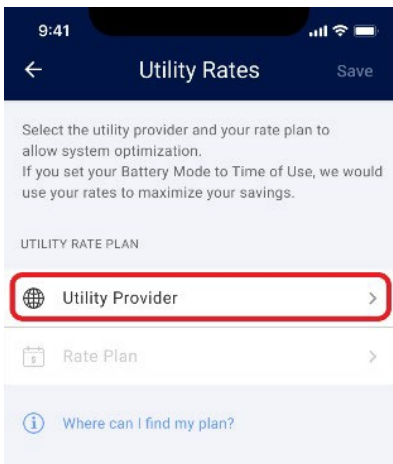 9:41
Utility Rates
Save
Select the utility provider and your rate plan to
allow system optimization.
If you set your Battery Mode to Time of Use, we would
use your rates to maximize your savings.
UTILITY RATE PLAN
Utility Provider
$
Rate Plan
Where can I find my plan?